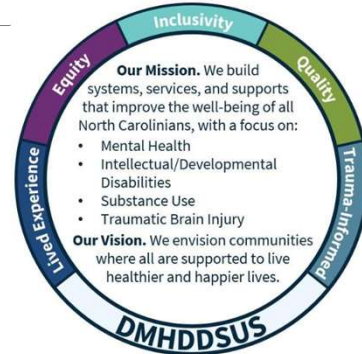 Inclusivity
Equity
Quality
Lived Experience
Trauma-Informed
Our Mission. We build
systems, services, and supports
that improve the well-being of all
North Carolinians, with a focus on:
• Mental Health
• Intellectual/Developmental
Disabilities
• Substance Use
• Traumatic Brain Injury
Our Vision. We envision communities
where all are supported to live
healthier and happier lives.
DMHDDSUS